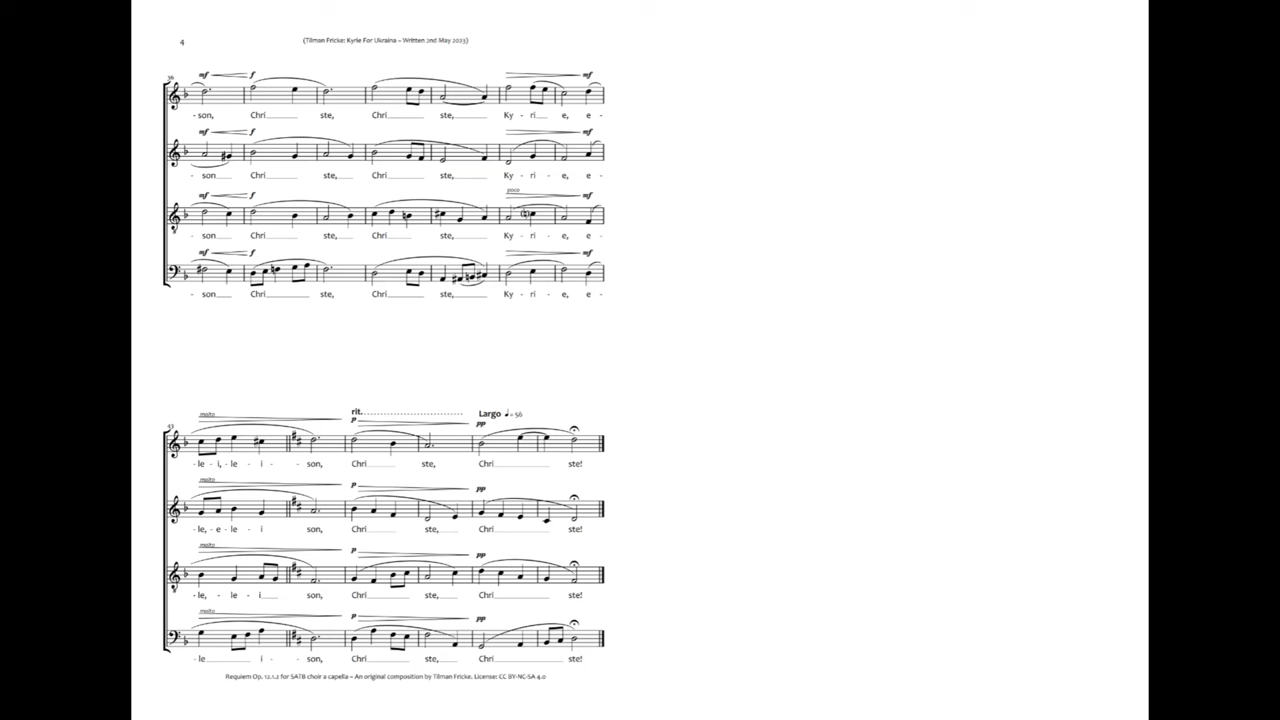 4
(Tilman Fricke: Kyrie For Ukraina – Written 2nd May 2023)
36
mf f mf
- son, Chri ste, Chri ste, Ky - ri e, e -
mf f mf
son Chri ste, Chri ste, Ky - ri - e, e -
mf f poco mf
son Chri ste, Chri ste, Ky - ri - e, e -
mf f mf
son Chri ste, Chri ste, Ky - ri - e, e -
43
molto rit. p Largo ♩= 56 pp
- le - i, - le - i - son, Chri ste, Chri ste!
molto p pp
- le, - e - le - i son, Chri ste, Chri ste!
molto p pp
- le, - le - i son, Chri ste, Chri ste!
molto p pp
- le i - son, Chri ste, Chri ste!
Requiem Op. 12.1.2 for SATB choir a capella – An original composition by Tilman Fricke. License: CC BY-NC-SA 4.0